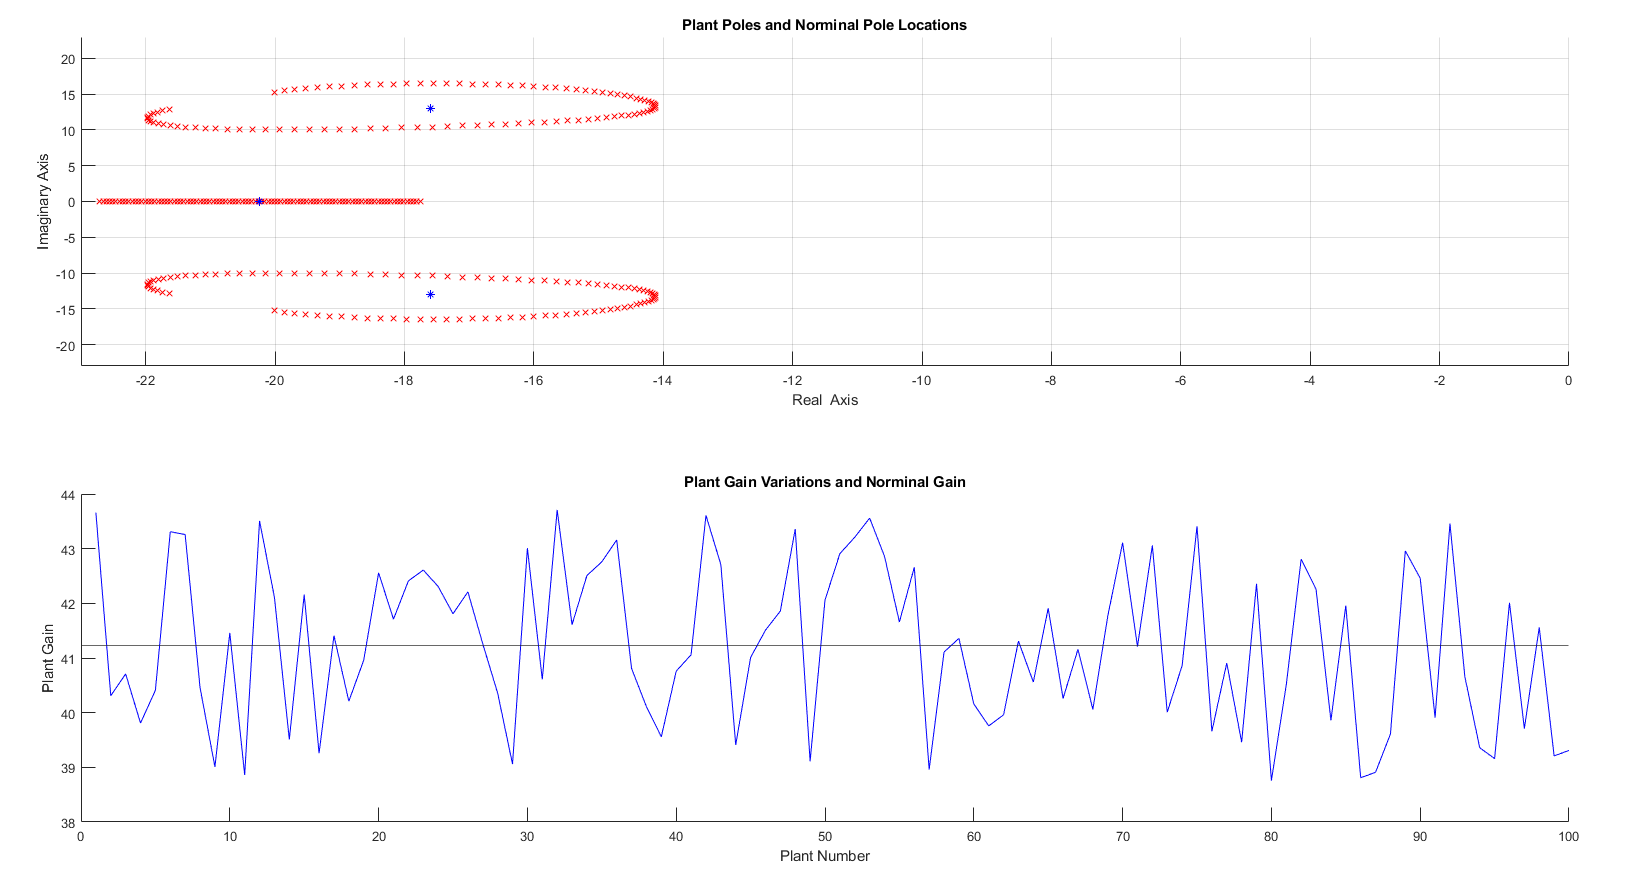 Plant Poles and Norminal Pole Locations
20
15
10
5
0
-5
-10
-15
-20
Imaginary Axis
-22 -20 -18 -16 -14 -12 -10 -8 -6 -4 -2 0
Real Axis
Plant Gain Variations and Norminal Gain
44
43
42
41
40
39
38
Plant Gain
0 10 20 30 40 50 60 70 80 90 100
Plant Number